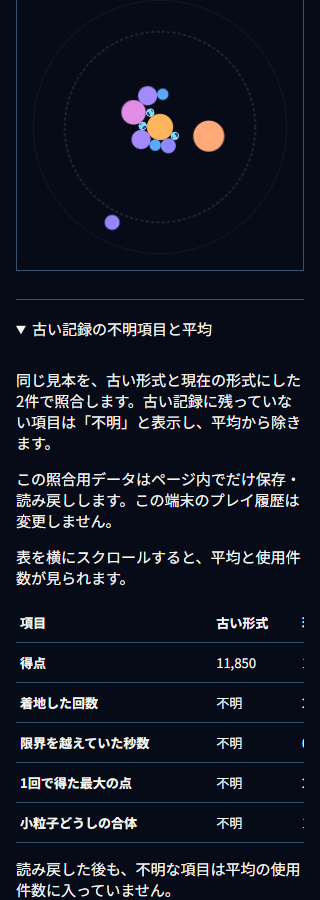 ▼ 古い記録の不明項目と平均
同じ見本を、古い形式と現在の形式にした
2件で照合します。古い記録に残っていな
い項目は「不明」と表示し、平均から除き
ます。
この照合用データはページ内でだけ保存・
読み戻しします。この端末のプレイ履歴は
変更しません。
表を横にスクロールすると、平均と使用件
数が見られます。
項目 古い形式
得点 11,850
着地した回数 不明
限界を越えていた秒数 不明
1回で得た最大の点 不明
小粒子どうしの合体 不明
読み戻した後も、不明な項目は平均の使用
件数に入っていません。